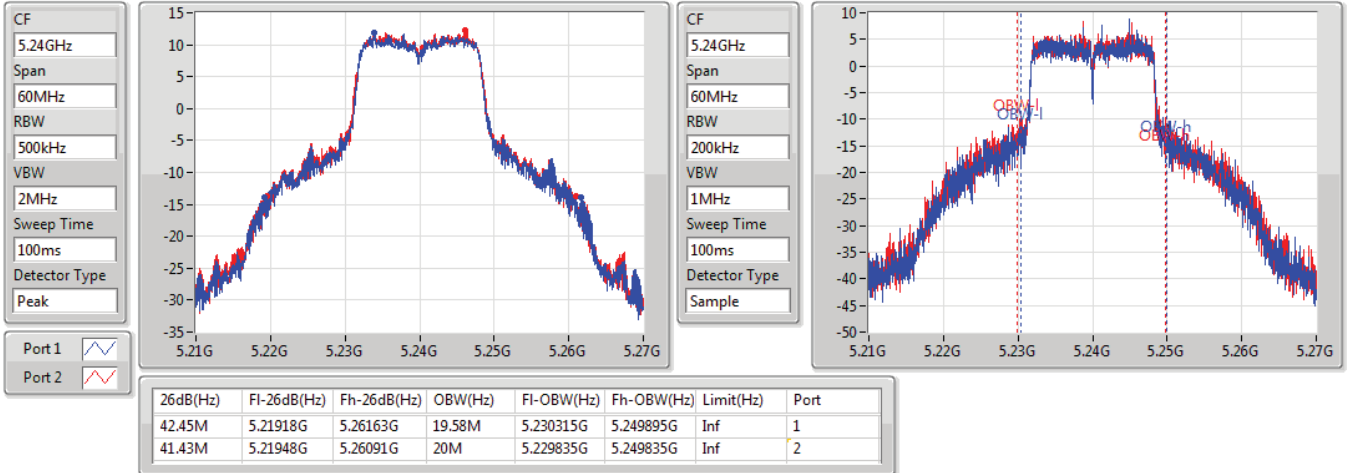 CF
5.24GHz
Span
60MHz
RBW
500kHz
VBW
2MHz
Sweep Time
100ms
Detector Type
Peak
Port 1
Port 2
15
10
5
0
-5
-10
-15
-20
-25
-30
-35
5.21G 5.22G 5.23G 5.24G 5.25G 5.26G 5.27G
CF
5.24GHz
Span
60MHz
RBW
200kHz
VBW
1MHz
Sweep Time
100ms
Detector Type
Sample
10
5
0
-5
-10
-15
-20
-25
-30
-35
-40
-45
-50
OBW-l
OBW-l
OBW-h
OBW-h
5.21G 5.22G 5.23G 5.24G 5.25G 5.26G 5.27G
26dB(Hz) Fl-26dB(Hz) Fh-26dB(Hz) OBW(Hz) Fl-OBW(Hz) Fh-OBW(Hz) Limit(Hz) Port
42.45M 5.21918G 5.26163G 19.58M 5.230315G 5.249895G Inf 1
41.43M 5.21948G 5.26091G 20M 5.229835G 5.249835G Inf 2